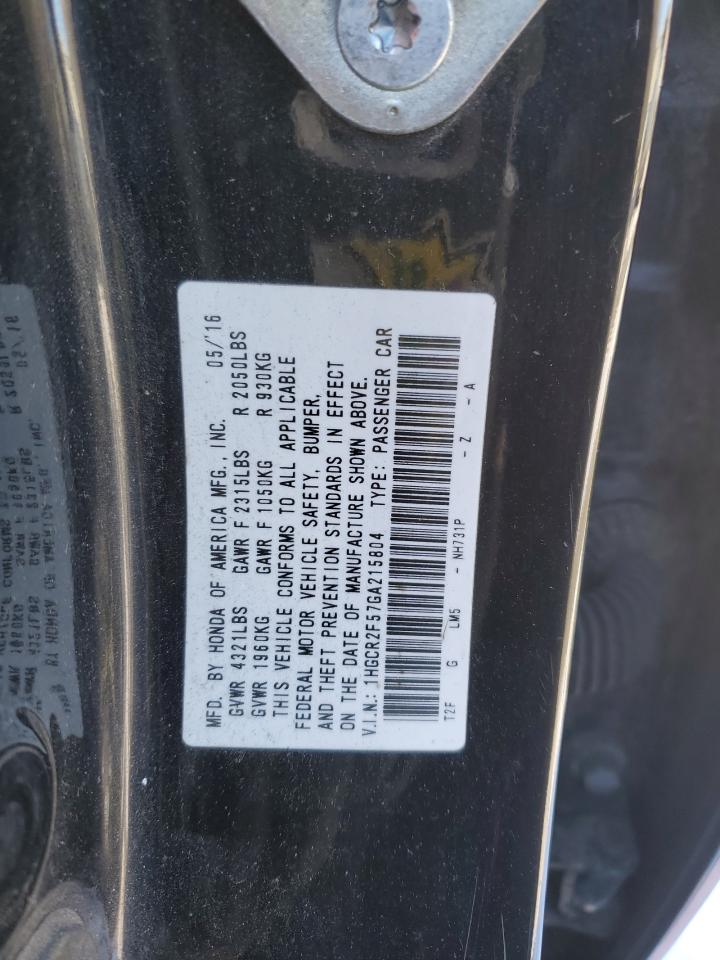 MFD. BY HONDA OF AMERICA MFG., INC. 05/'16
GVWR 4321LBS GAWR F 2315LBS R 2050LBS
GVWR 1960KG GAWR F 1050KG R 930KG
THIS VEHICLE CONFORMS TO ALL APPLICABLE
FEDERAL MOTOR VEHICLE SAFETY, BUMPER,
AND THEFT PREVENTION STANDARDS IN EFFECT
ON THE DATE OF MANUFACTURE SHOWN ABOVE.
V.I.N.: 1HGCR2F57GA215804 TYPE: PASSENGER CAR
T2F G LM5 - NH731P - Z - A